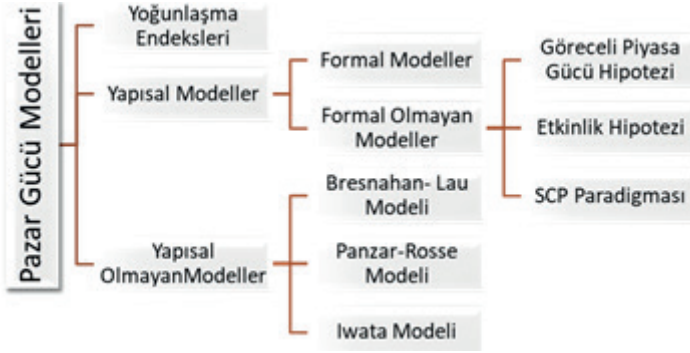 Pazar Gücü Modelleri
Yoğunlaşma
Endeksleri
Yapısal Modeller
Formal Modeller
Formal Olmayan
Modeller
Göreceli Piyasa
Gücü Hipotezi
Etkinlik Hipotezi
SCP Paradigması
Yapısal
OlmayanModeller
Bresnahan- Lau
Modeli
Panzar-Rosse
Modeli
Iwata Modeli